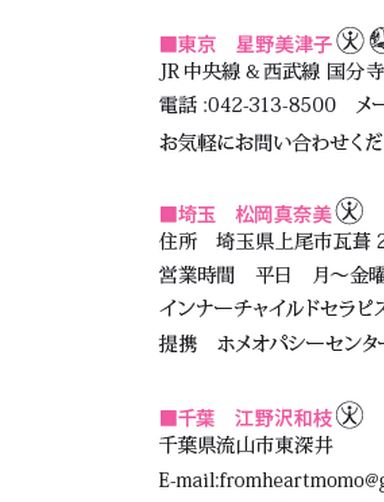 ■東京　星野美津子
JR 中央線 & 西武線 国分寺
電話 :042-313-8500　メー
お気軽にお問い合わせくだ
■埼玉　松岡真奈美
住所　埼玉県上尾市瓦葺 2
営業時間　平日　月〜金曜
インナーチャイルドセラピス
提携　ホメオパシーセンター
■千葉　江野沢和枝
千葉県流山市東深井
E-mail:fromheartmomo@g